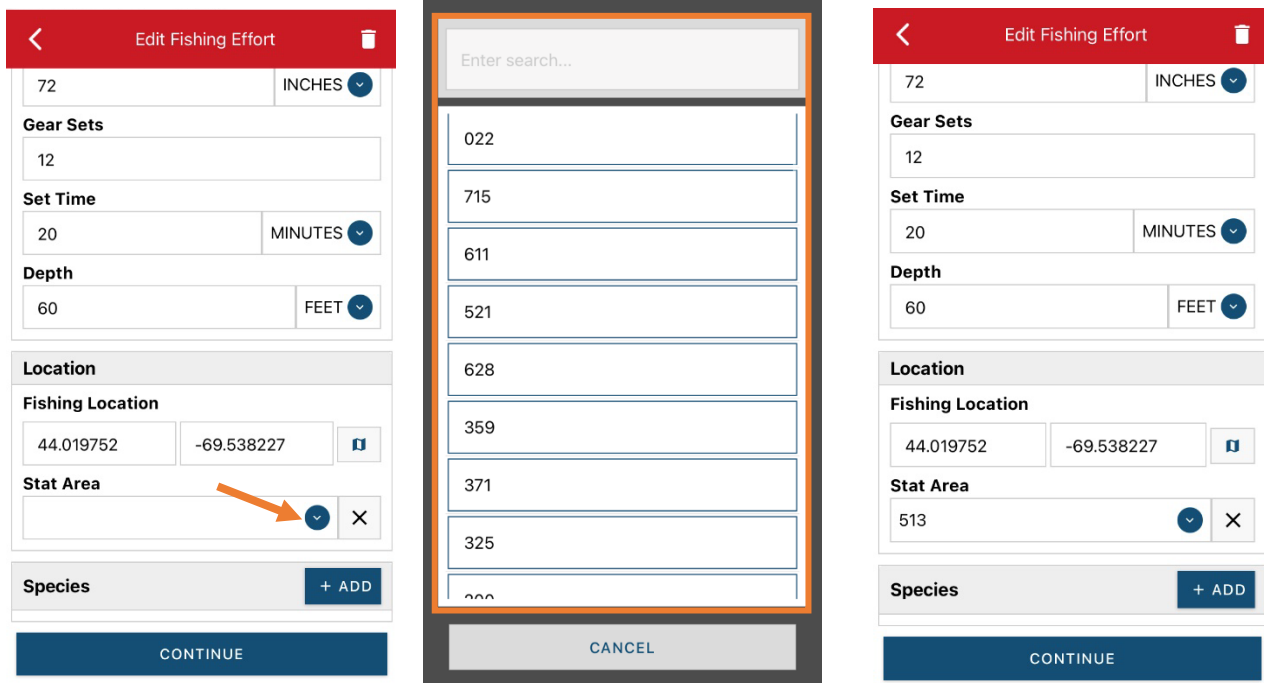 Edit Fishing Effort
72 INCHES
Gear Sets
12
Set Time
20 MINUTES
Depth
60 FEET
Location
Fishing Location
44.019752 -69.538227
Stat Area
Species + ADD
CONTINUE
Enter search...
022
715
611
521
628
359
371
325
CANCEL
Edit Fishing Effort
72 INCHES
Gear Sets
12
Set Time
20 MINUTES
Depth
60 FEET
Location
Fishing Location
44.019752 -69.538227
Stat Area
513
Species + ADD
CONTINUE